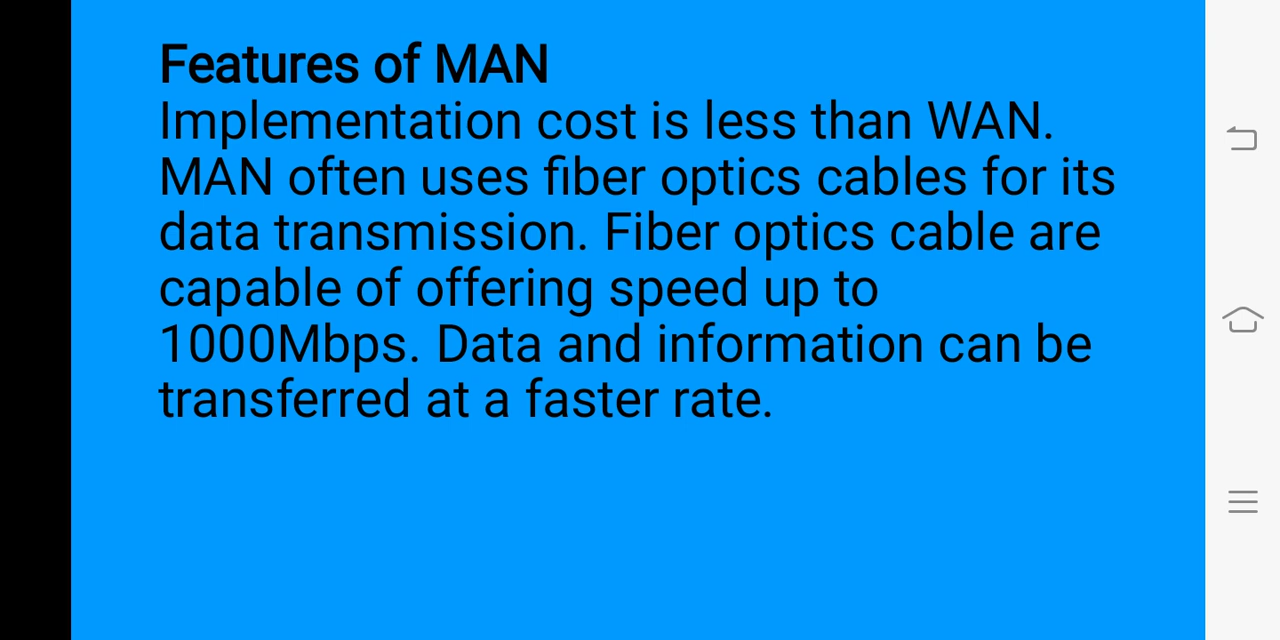 Features of MAN
Implementation cost is less than WAN.
MAN often uses fiber optics cables for its
data transmission. Fiber optics cable are
capable of offering speed up to
1000Mbps. Data and information can be
transferred at a faster rate.